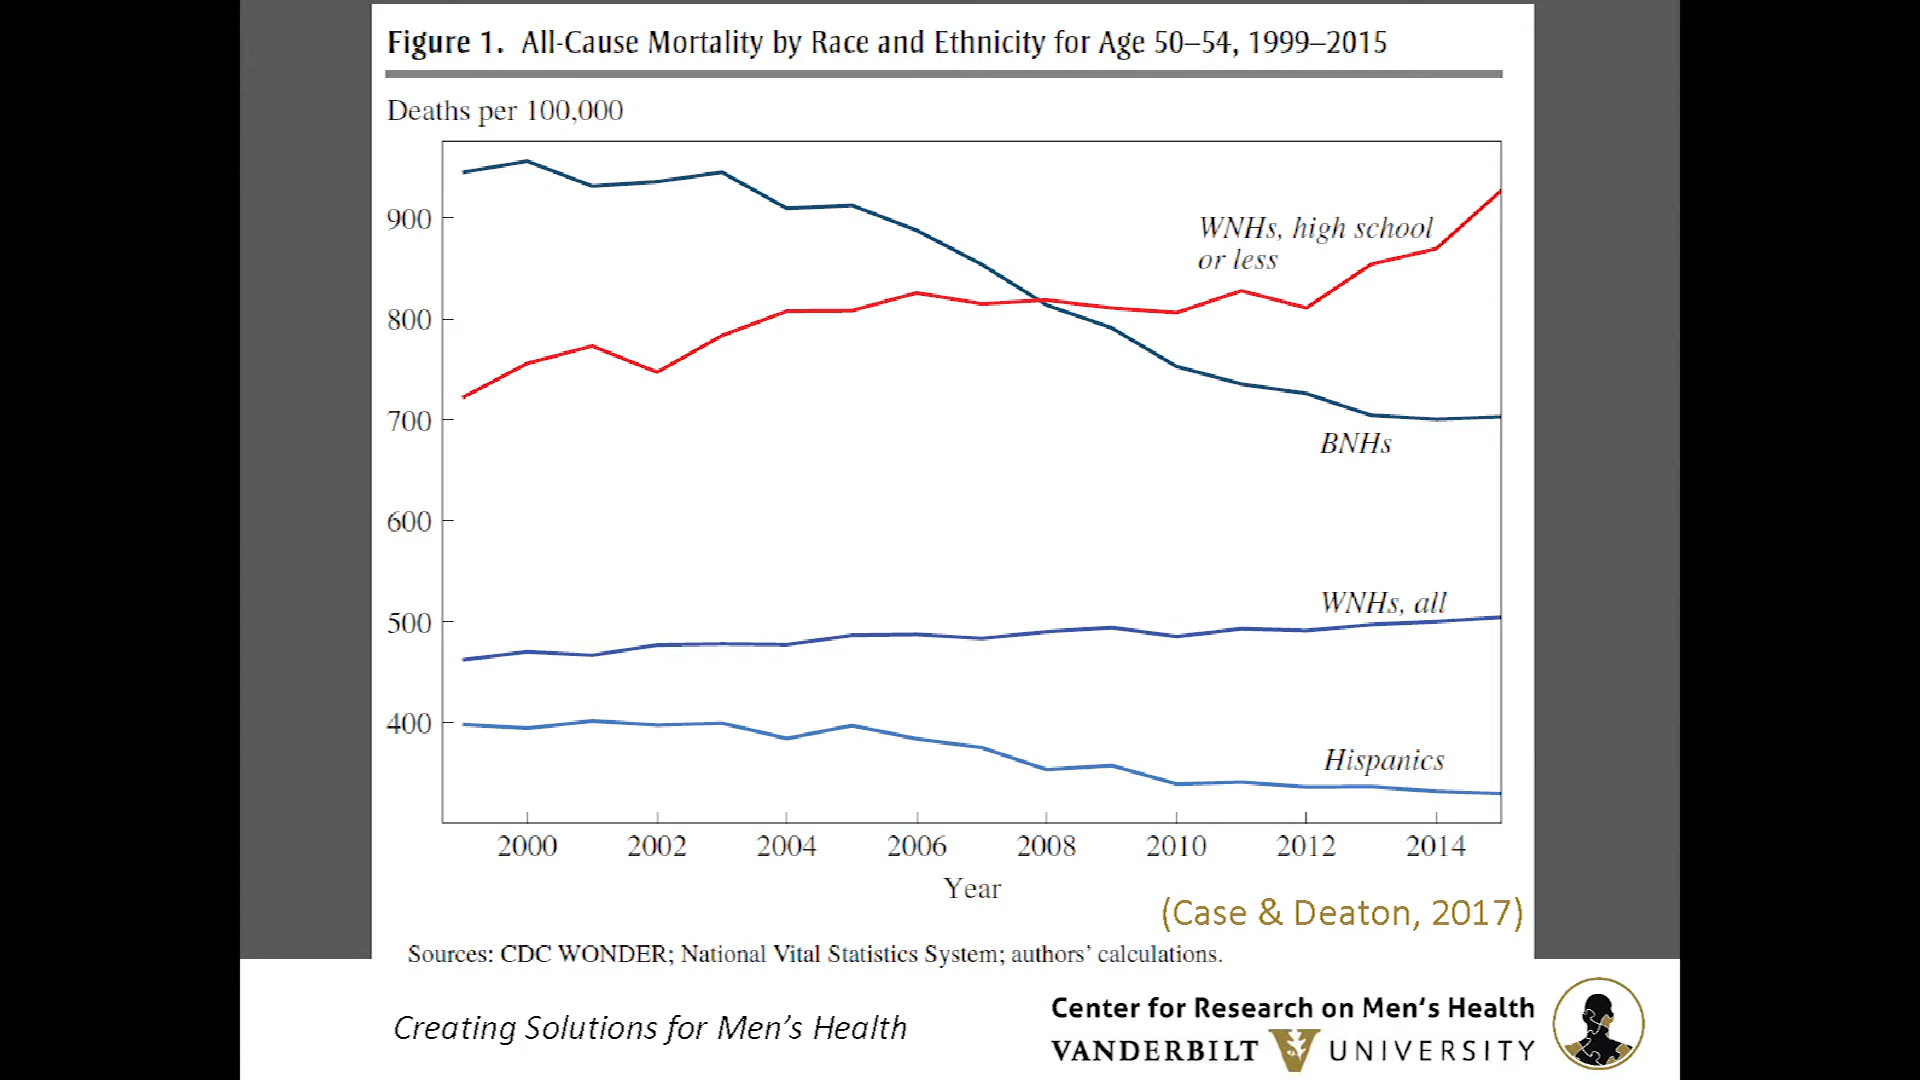 Figure 1. All-Cause Mortality by Race and Ethnicity for Age 50–54, 1999–2015
Deaths per 100,000
900
800
700
600
500
400
WNHs, high school
or less
BNHs
WNHs, all
Hispanics
2000 2002 2004 2006 2008 2010 2012 2014
Year
(Case & Deaton, 2017)
Sources: CDC WONDER; National Vital Statistics System; authors’ calculations.
Creating Solutions for Men’s Health
Center for Research on Men’s Health
VANDERBILT V UNIVERSITY